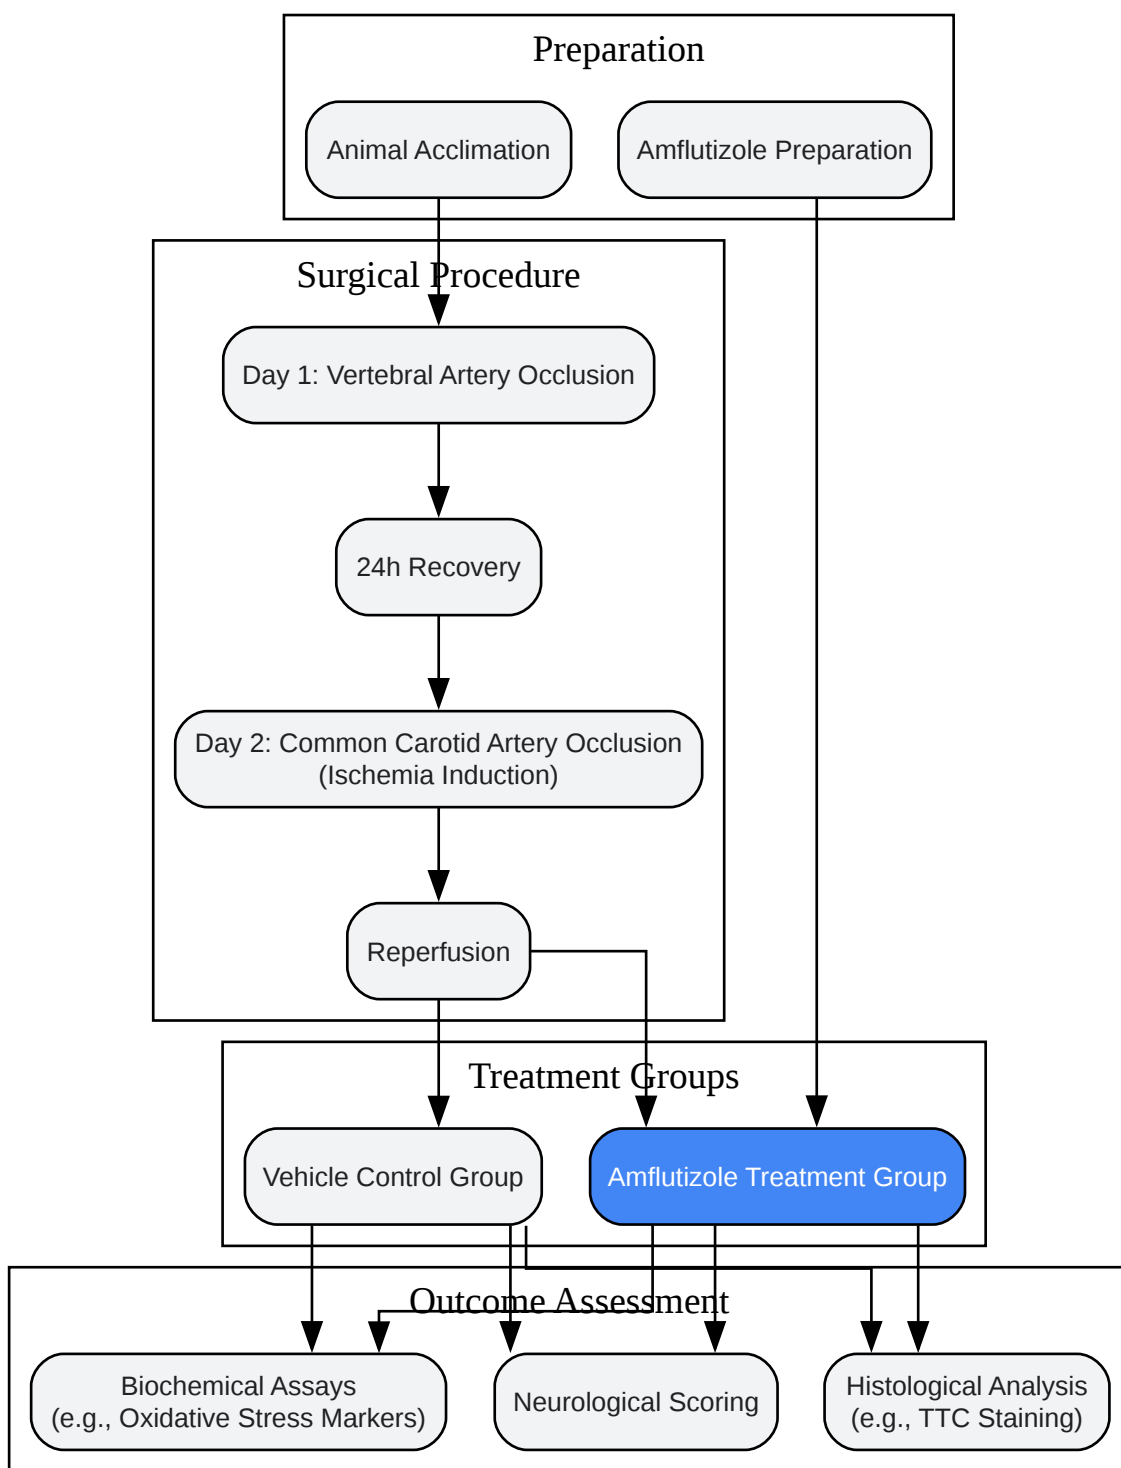 Preparation
Animal Acclimation
Amflutizole Preparation
Surgical Procedure
Day 1: Vertebral Artery Occlusion
24h Recovery
Day 2: Common Carotid Artery Occlusion
(Ischemia Induction)
Reperfusion
Treatment Groups
Vehicle Control Group
Amflutizole Treatment Group
Outcome Assessment
Biochemical Assays
(e.g., Oxidative Stress Markers)
Neurological Scoring
Histological Analysis
(e.g., TTC Staining)